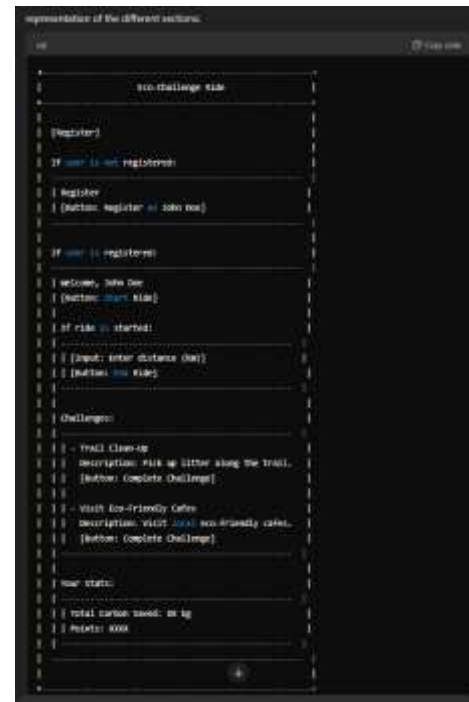 representation of the different sections:
Copy code
Eco-Challenge Ride
[Register]
If user is not registered:
Register
[Button: Register as John Doe]
If user is registered:
Welcome, John Doe
[Button: Start Ride]
If ride is started:
[Input: Enter distance (km)]
[Button: End Ride]
Challenges:
- Trail Clean-Up
Description: Pick up litter along the trail.
[Button: Complete Challenge]
- Visit Eco-Friendly Cafes
Description: Visit local eco-friendly cafes.
[Button: Complete Challenge]
Your Stats:
Total Carbon Saved: XX kg
Points: XXXX